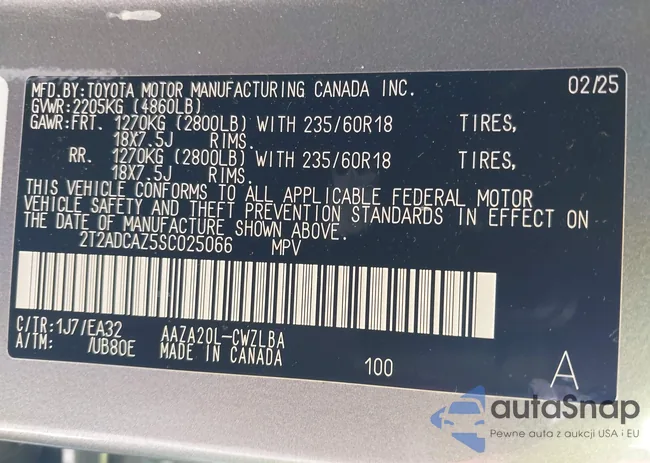 MFD.BY:TOYOTA MOTOR MANUFACTURING CANADA INC. 02/25
GVWR:2205KG (4860LB)
GAWR:FRT. 1270KG (2800LB) WITH 235/60R18 TIRES,
18X7.5J RIMS.
RR. 1270KG (2800LB) WITH 235/60R18 TIRES,
18X7.5J RIMS.
THIS VEHICLE CONFORMS TO ALL APPLICABLE FEDERAL MOTOR
VEHICLE SAFETY AND THEFT PREVENTION STANDARDS IN EFFECT ON
THE DATE OF MANUFACTURE SHOWN ABOVE.
2T2ADCAZ5SC025066 MPV
C/TR:1J7/EA32 AAZA20L-CWZLBA
A/TM: /UB80E MADE IN CANADA 100 A
autaSnap
Pewne auta z aukcji USA i EU